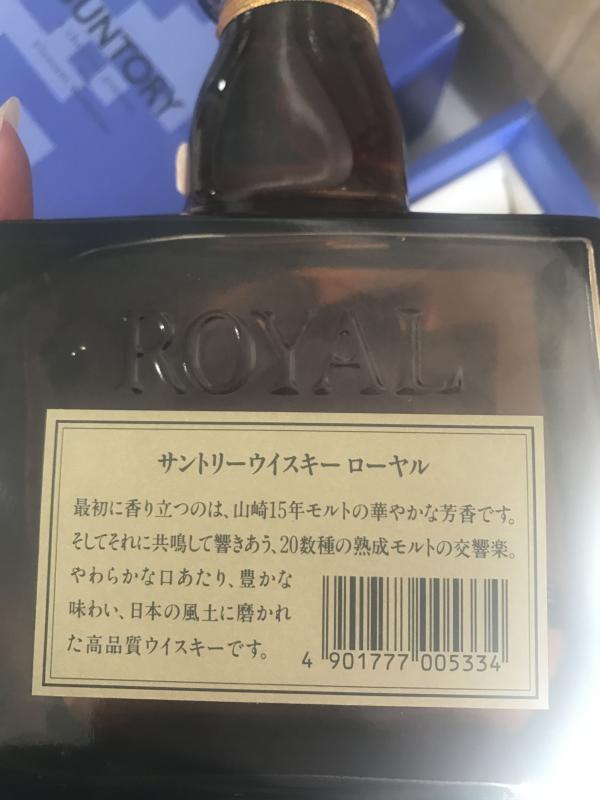 SUNTORY
ROYAL
サントリーウイスキー ローヤル
最初に香り立つのは、山崎15年モルトの華やかな芳香です。
そしてそれに共鳴して響きあう、20数種の熟成モルトの交響楽。
やわらかな口あたり、豊かな
味わい、日本の風土に磨かれ
た高品質ウイスキーです。
4 901777 005334